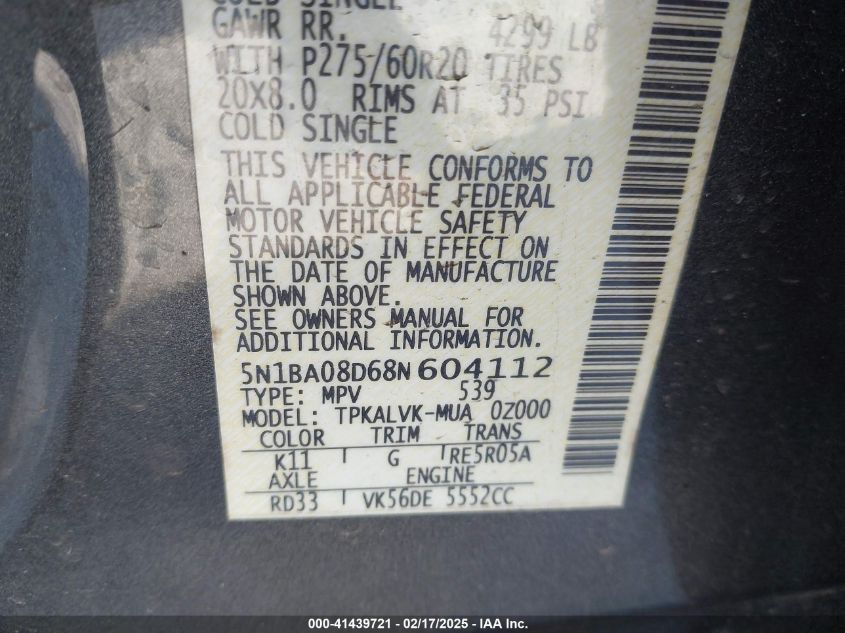 COLD SINGLE
GAWR RR. 4299 LB
WITH P275/60R20 TIRES
20X8.0 RIMS AT 35 PSI
COLD SINGLE
THIS VEHICLE CONFORMS TO
ALL APPLICABLE FEDERAL
MOTOR VEHICLE SAFETY
STANDARDS IN EFFECT ON
THE DATE OF MANUFACTURE
SHOWN ABOVE.
SEE OWNERS MANUAL FOR
ADDITIONAL INFORMATION.
5N1BA08D68N604112
TYPE: MPV 539
MODEL: TPKALVK-MUA 0Z000
COLOR TRIM TRANS
K11 G RE5R05A
AXLE ENGINE
RD33 VK56DE 5552CC
000-41439721 - 02/17/2025 - IAA Inc.